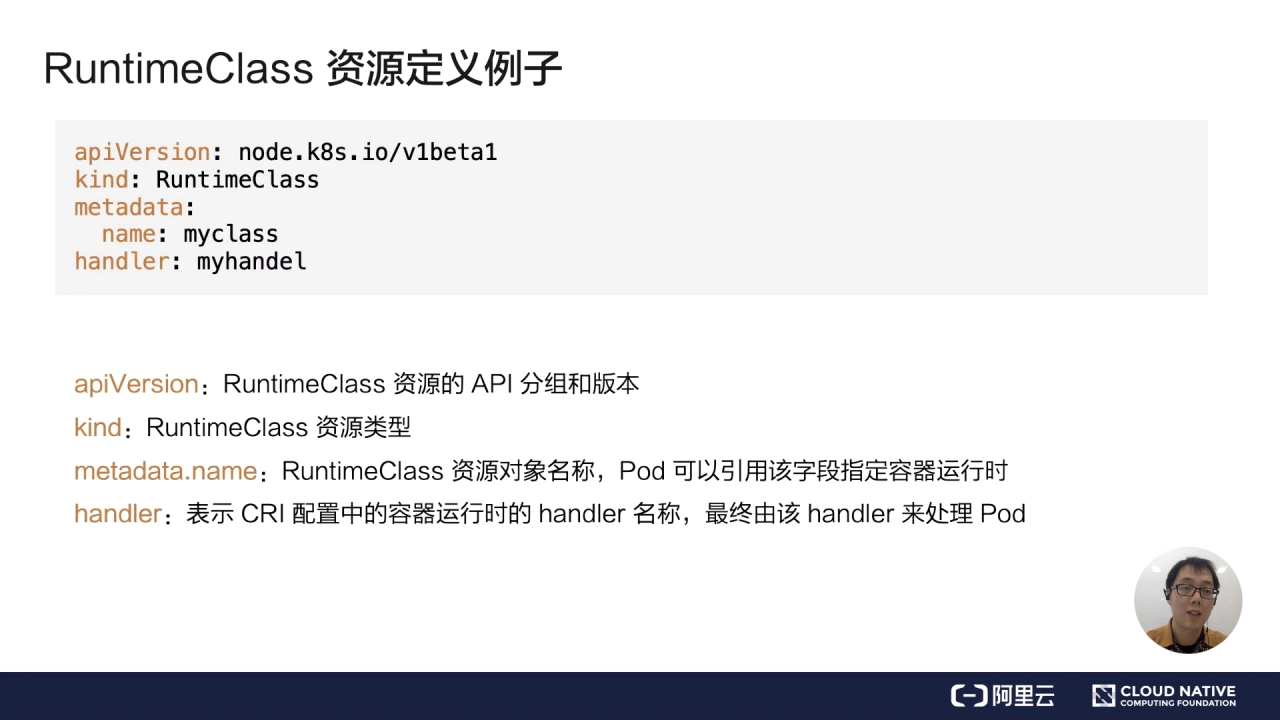 RuntimeClass 资源定义例子
apiVersion: node.k8s.io/v1beta1
kind: RuntimeClass
metadata:
  name: myclass
handler: myhandel
apiVersion：RuntimeClass 资源的 API 分组和版本
kind：RuntimeClass 资源类型
metadata.name：RuntimeClass 资源对象名称，Pod 可以引用该字段指定容器运行时
handler：表示 CRI 配置中的容器运行时的 handler 名称，最终由该 handler 来处理 Pod
阿里云
CLOUD NATIVE
COMPUTING FOUNDATION